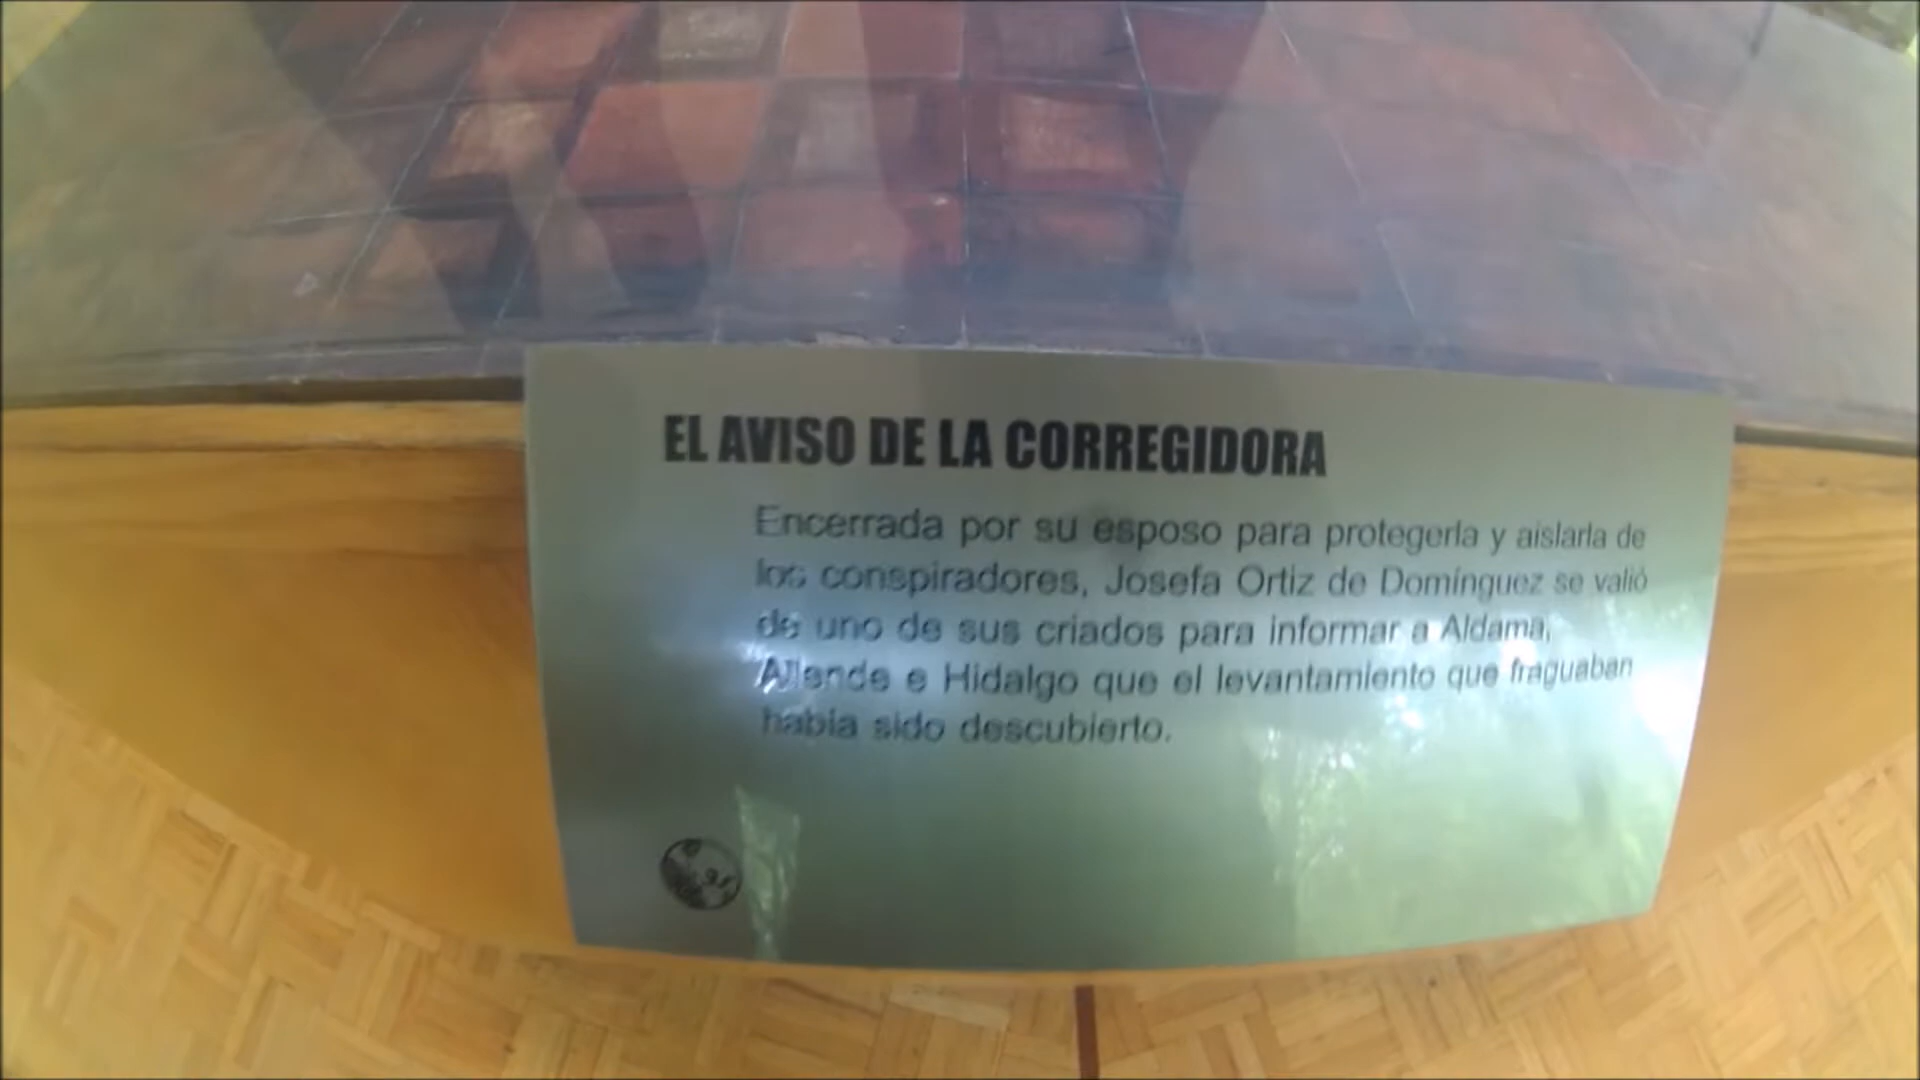 EL AVISO DE LA CORREGIDORA
Encerrada por su esposo para protegerla y aislarla de
los conspiradores, Josefa Ortiz de Domínguez se valió
de uno de sus criados para informar a Aldama,
Allende e Hidalgo que el levantamiento que fraguaban
había sido descubierto.